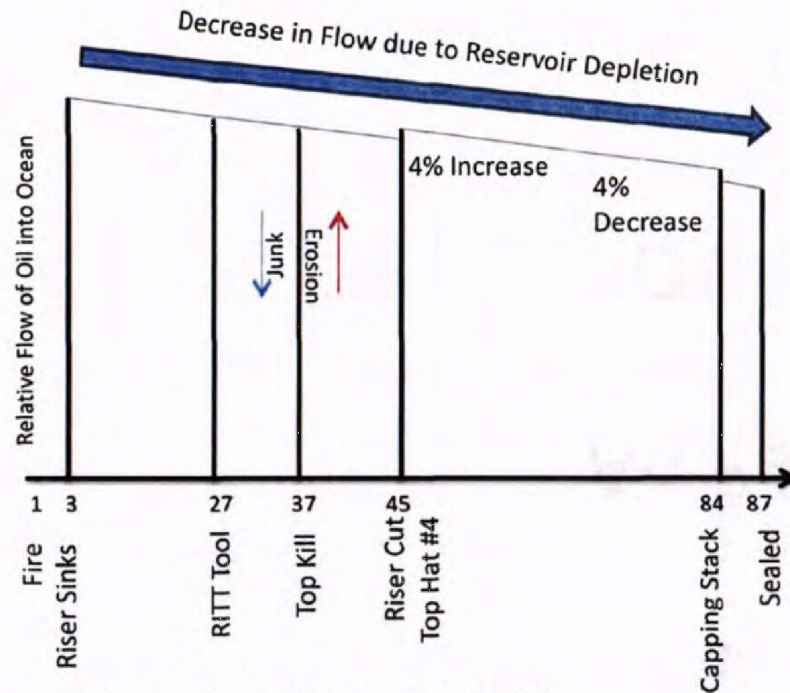 Decrease in Flow due to Reservoir Depletion
Relative Flow of Oil into Ocean
4% Increase
4%
Decrease
Junk
Erosion
1 3 27 37 45 84 87
Fire
Riser Sinks
RITT Tool
Top Kill
Riser Cut
Top Hat #4
Capping Stack
Sealed